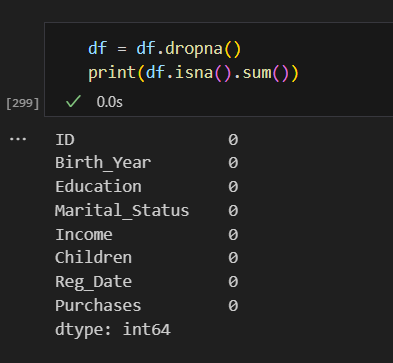 df = df.dropna()
print(df.isna().sum())
[299]
0.0s
ID 0
Birth_Year 0
Education 0
Marital_Status 0
Income 0
Children 0
Reg_Date 0
Purchases 0
dtype: int64